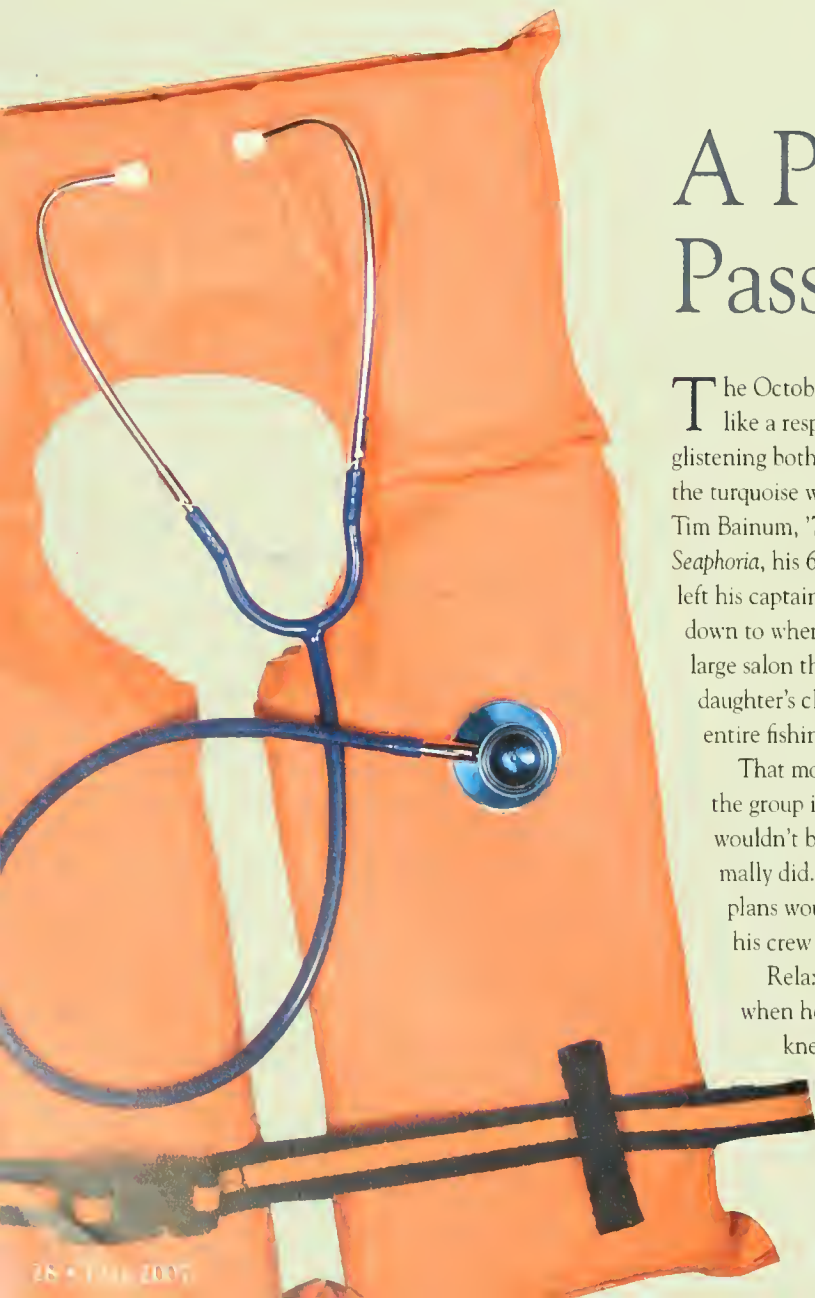 A P
Pass
The Octob
like a resp
glistening both
the turquoise w
Tim Bainum, ’7
Seaphoria, his 6
left his captain
down to wher
large salon th
daughter’s cl
entire fishin
That mo
the group i
wouldn’t b
mally did.
plans wou
his crew
Relax
when he
kne
28 • 2007